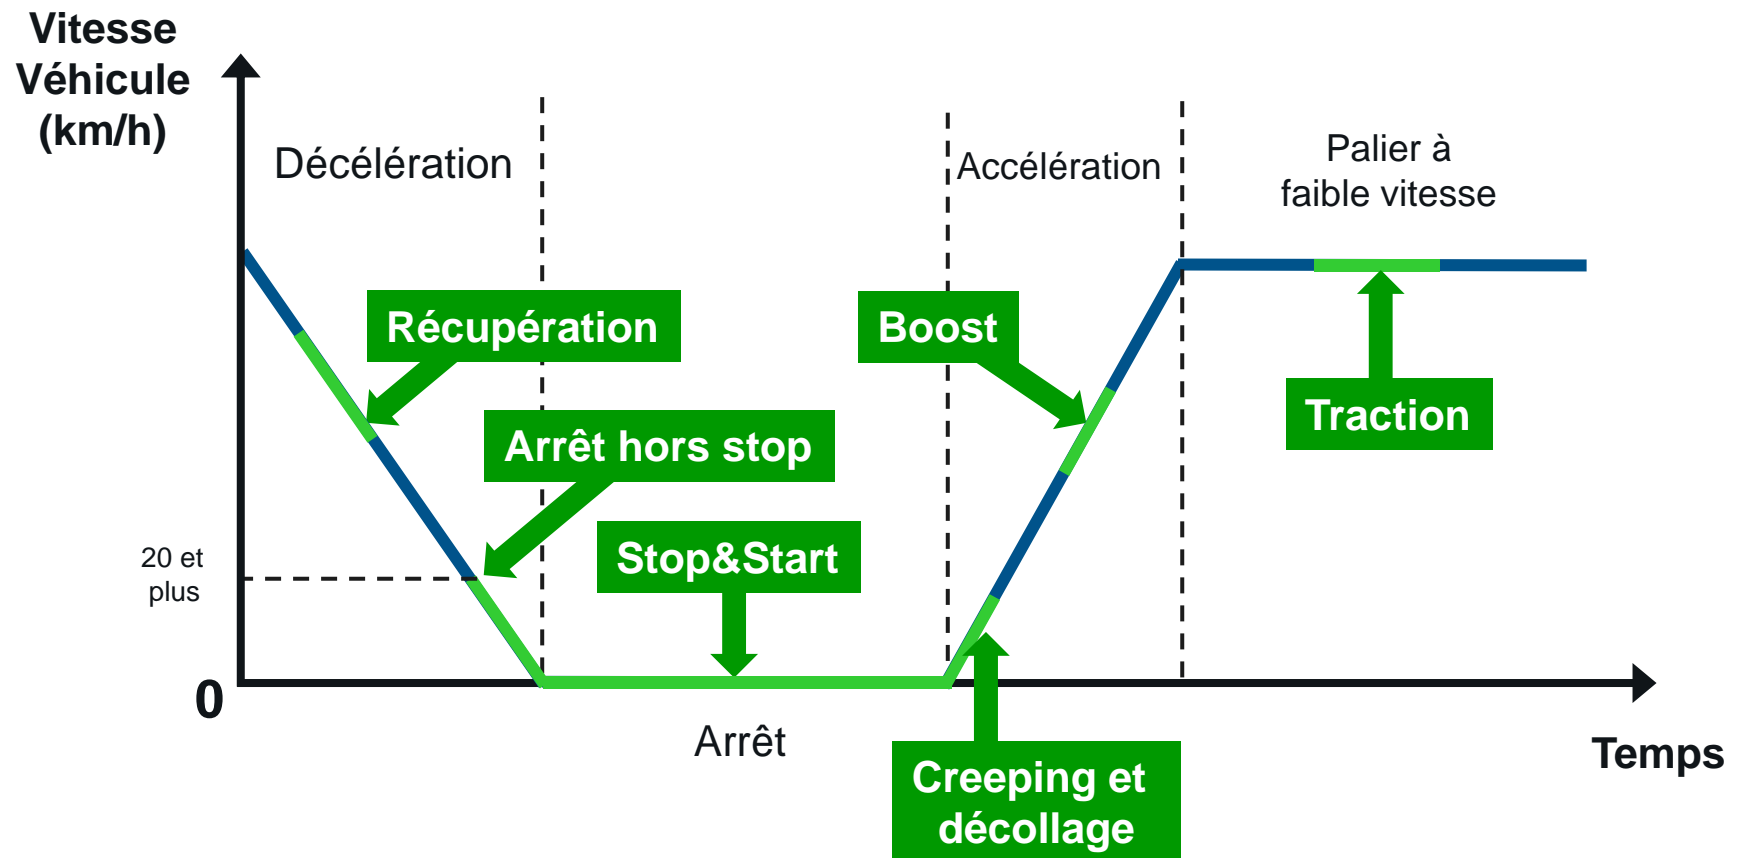 Vitesse
Véhicule
(km/h)
Décélération
Accélération
Palier à
faible vitesse
Récupération
Boost
Traction
Arrêt hors stop
Stop&Start
20 et
plus
0
Arrêt
Temps
Creeping et
décollage